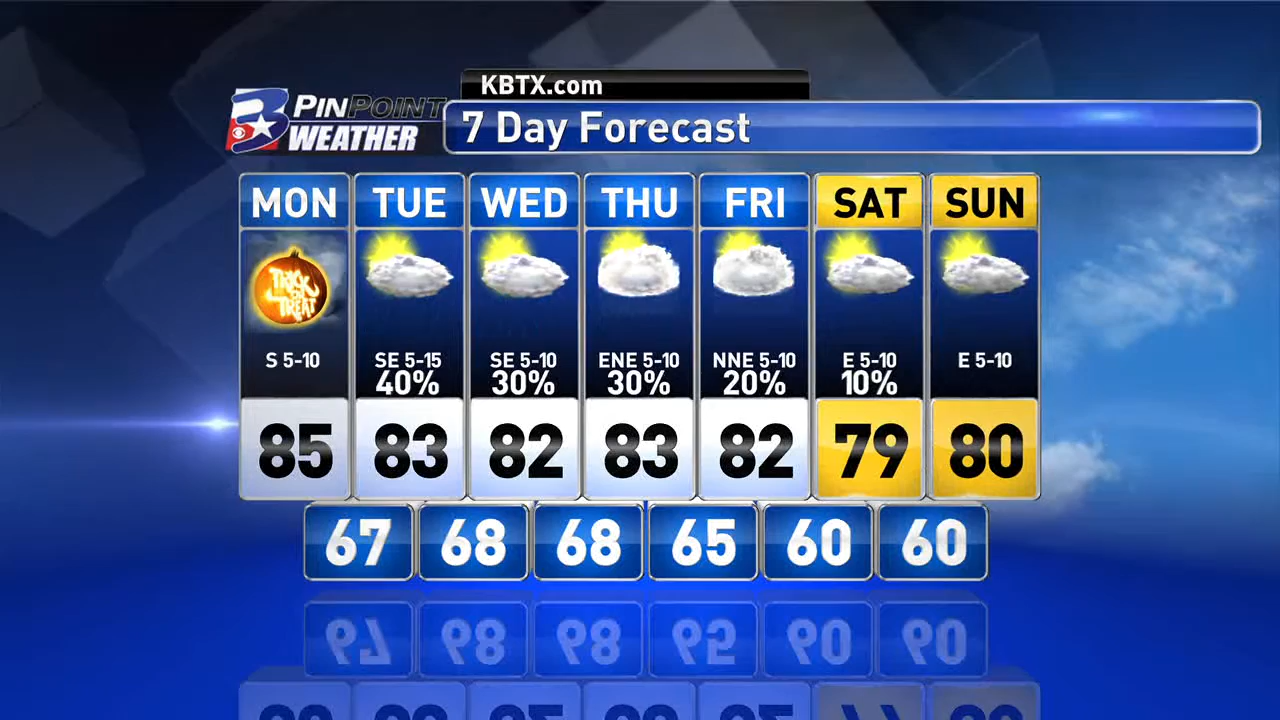 KBTX.com
3 PINPOINT
WEATHER
7 Day Forecast
MON TUE WED THU FRI SAT SUN
TRICK
OR
TREAT
S 5-10 SE 5-15 SE 5-10 ENE 5-10 NNE 5-10 E 5-10 E 5-10
40% 30% 30% 20% 10%
85 83 82 83 82 79 80
67 68 68 65 60 60